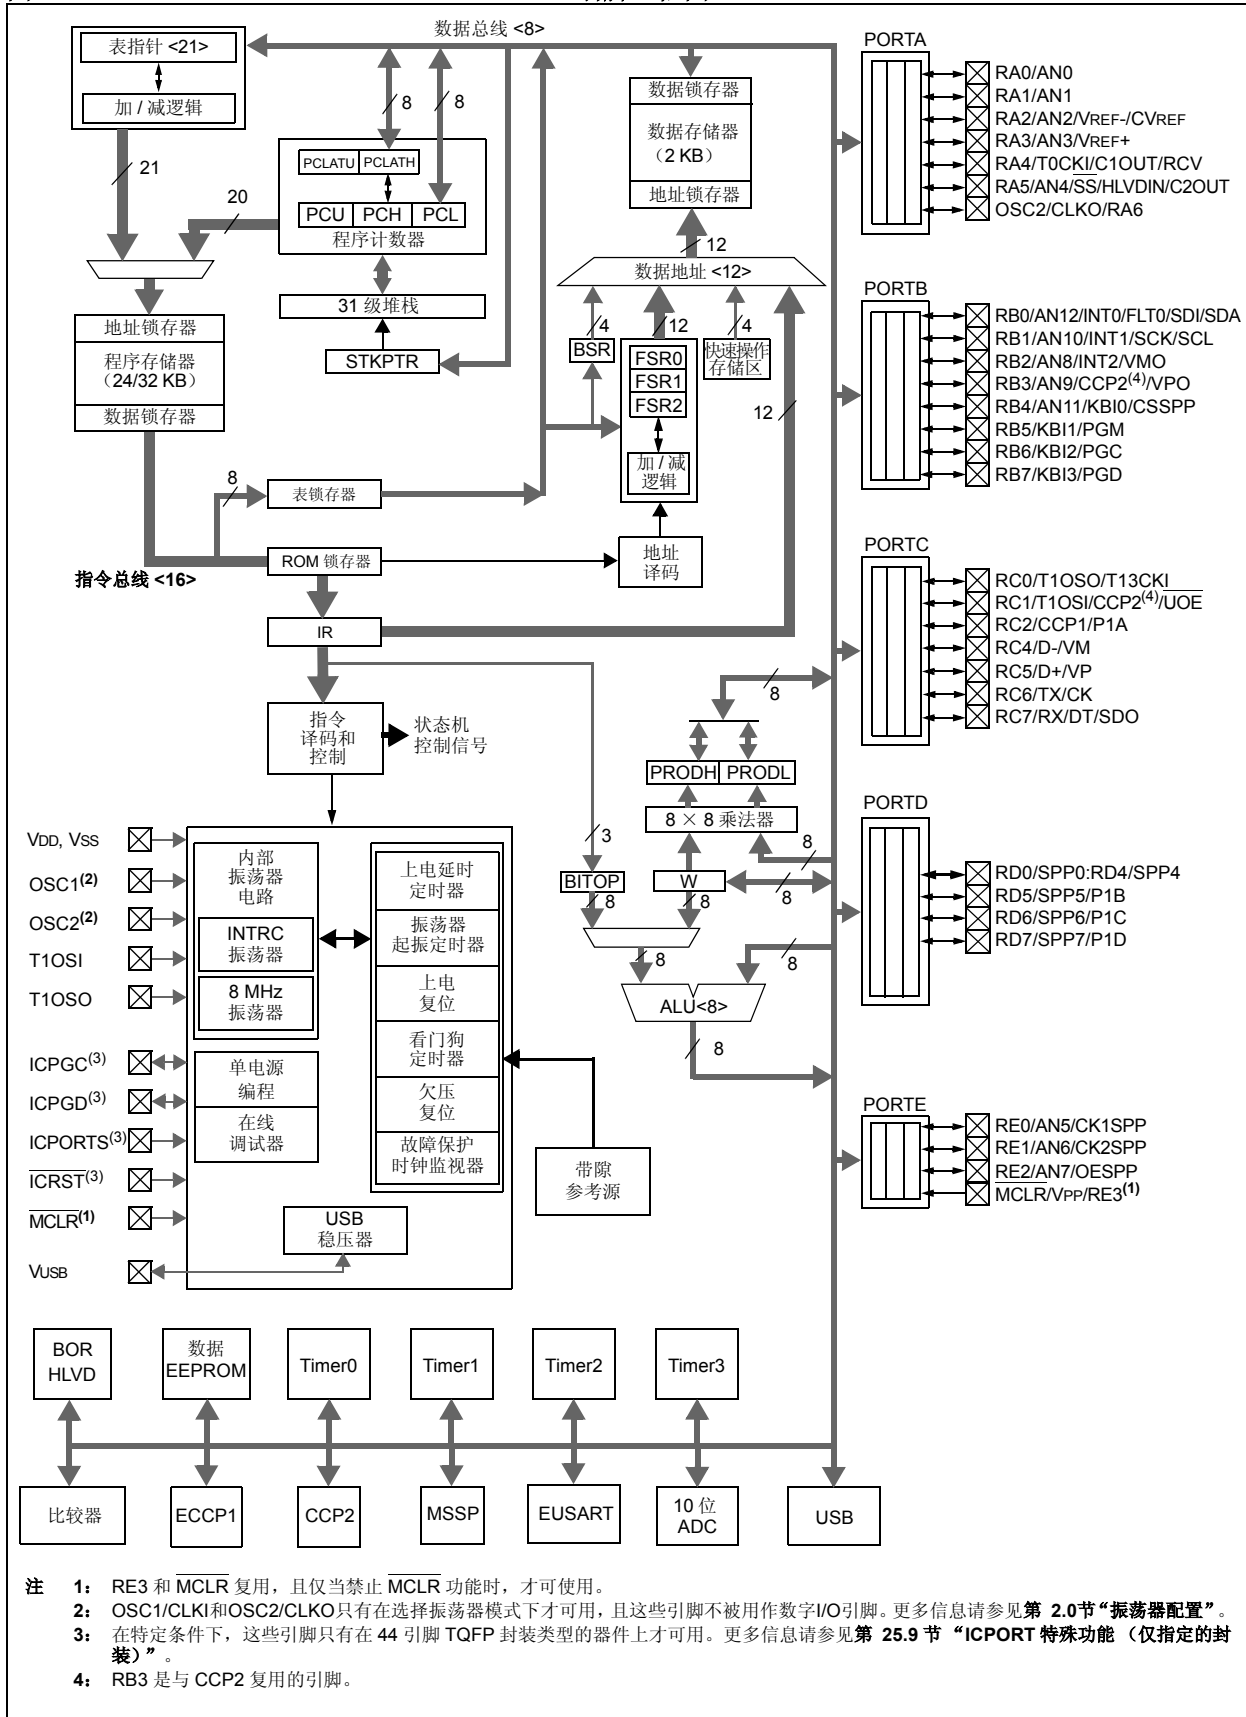 数据总线 <8>
表指针 <21>
加 / 减逻辑
21
20
8
8
PCLATU PCLATH
PCU PCH PCL
程序计数器
31 级堆栈
STKPTR
地址锁存器
程序存储器
（24/32 KB）
数据锁存器
8
表锁存器
ROM 锁存器
指令总线 <16>
IR
指令
译码和
控制
状态机
控制信号
数据锁存器
数据存储器
（2 KB）
地址锁存器
12
数据地址 <12>
4
12
4
BSR
FSR0
FSR1
FSR2
加 / 减
逻辑
快速操作
存储区
12
地址
译码
8
PRODH PRODL
8 × 8 乘法器
3
8
BITOP
W
8
8
8
8
8
ALU<8>
8
VDD, VSS
OSC1(2)
OSC2(2)
T1OSI
T1OSO
ICPGC(3)
ICPGD(3)
ICPORTS(3)
ICRST(3)
MCLR(1)
VUSB
内部
振荡器
电路
INTRC
振荡器
8 MHz
振荡器
单电源
编程
在线
调试器
上电延时
定时器
振荡器
起振定时器
上电
复位
看门狗
定时器
欠压
复位
故障保护
时钟监视器
USB
稳压器
带隙
参考源
PORTA
RA0/AN0
RA1/AN1
RA2/AN2/VREF-/CVREF
RA3/AN3/VREF+
RA4/T0CKI/C1OUT/RCV
RA5/AN4/SS/HLVDIN/C2OUT
OSC2/CLKO/RA6
PORTB
RB0/AN12/INT0/FLT0/SDI/SDA
RB1/AN10/INT1/SCK/SCL
RB2/AN8/INT2/VMO
RB3/AN9/CCP2(4)/VPO
RB4/AN11/KBI0/CSSPP
RB5/KBI1/PGM
RB6/KBI2/PGC
RB7/KBI3/PGD
PORTC
RC0/T1OSO/T13CKI
RC1/T1OSI/CCP2(4)/UOE
RC2/CCP1/P1A
RC4/D-/VM
RC5/D+/VP
RC6/TX/CK
RC7/RX/DT/SDO
PORTD
RD0/SPP0:RD4/SPP4
RD5/SPP5/P1B
RD6/SPP6/P1C
RD7/SPP7/P1D
PORTE
RE0/AN5/CK1SPP
RE1/AN6/CK2SPP
RE2/AN7/OESPP
MCLR/VPP/RE3(1)
BOR
HLVD
数据
EEPROM
Timer0
Timer1
Timer2
Timer3
比较器
ECCP1
CCP2
MSSP
EUSART
10 位
ADC
USB
注 1： RE3 和 MCLR 复用，且仅当禁止 MCLR 功能时，才可使用。
2： OSC1/CLKI和OSC2/CLKO只有在选择振荡器模式下才可用，且这些引脚不被用作数字I/O引脚。更多信息请参见第 2.0节“振荡器配置”。
3： 在特定条件下，这些引脚只有在 44 引脚 TQFP 封装类型的器件上才可用。更多信息请参见第 25.9 节 “ICPORT 特殊功能 （仅指定的封
装）”。
4： RB3 是与 CCP2 复用的引脚。